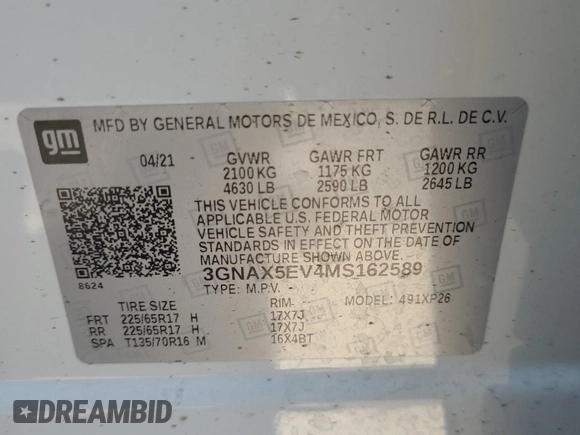 gm
MFD BY GENERAL MOTORS DE MEXICO, S. DE R.L. DE C.V.
04/21 GVWR GAWR FRT GAWR RR
2100 KG 1175 KG 1200 KG
4630 LB 2590 LB 2645 LB
THIS VEHICLE CONFORMS TO ALL
APPLICABLE U.S. FEDERAL MOTOR
VEHICLE SAFETY AND THEFT PREVENTION
STANDARDS IN EFFECT ON THE DATE OF
MANUFACTURE SHOWN ABOVE.
3GNAX5EV4MS162589
8624
TYPE: M.P.V. MODEL: 491XP26
TIRE SIZE RIM
FRT 225/65R17 H 17X7J
RR 225/65R17 H 17X7J
SPA T135/70R16 M 16X4BT
DREAMBID